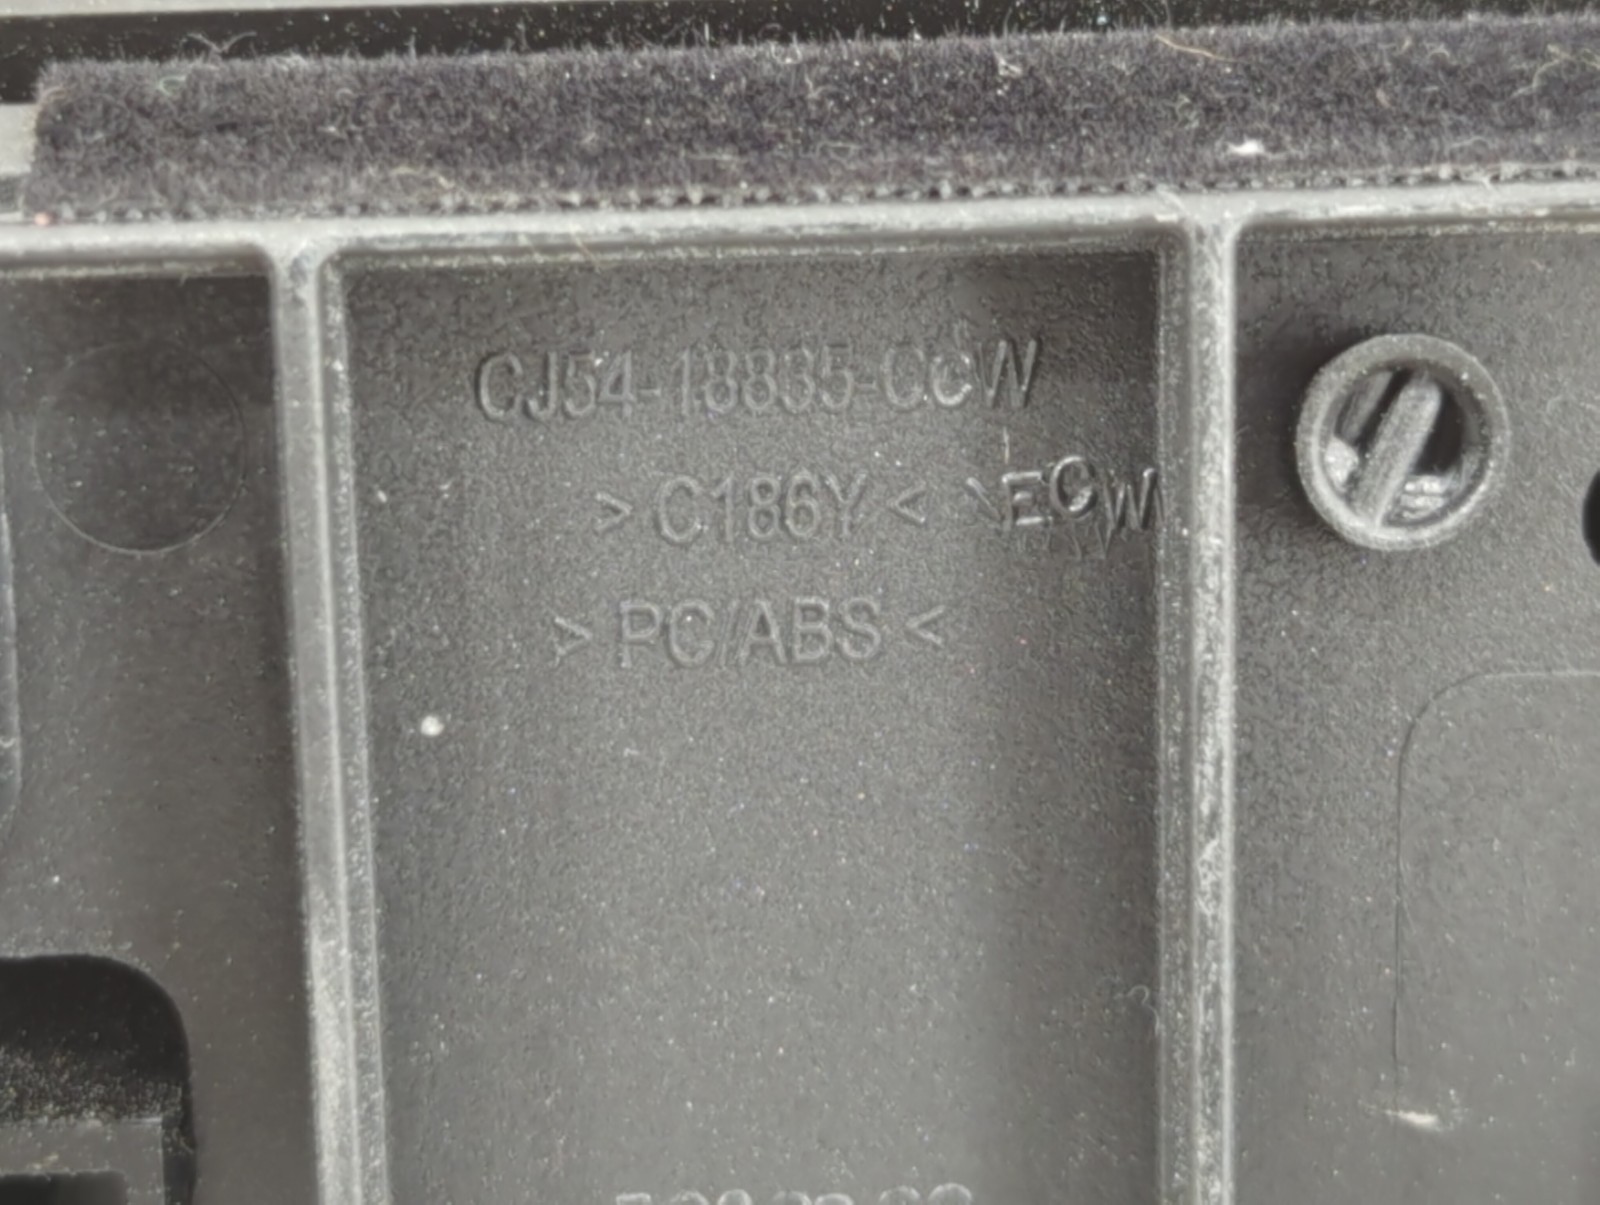 CJ54-18835-CCW
> C186Y < >ECW
> PC/ABS <